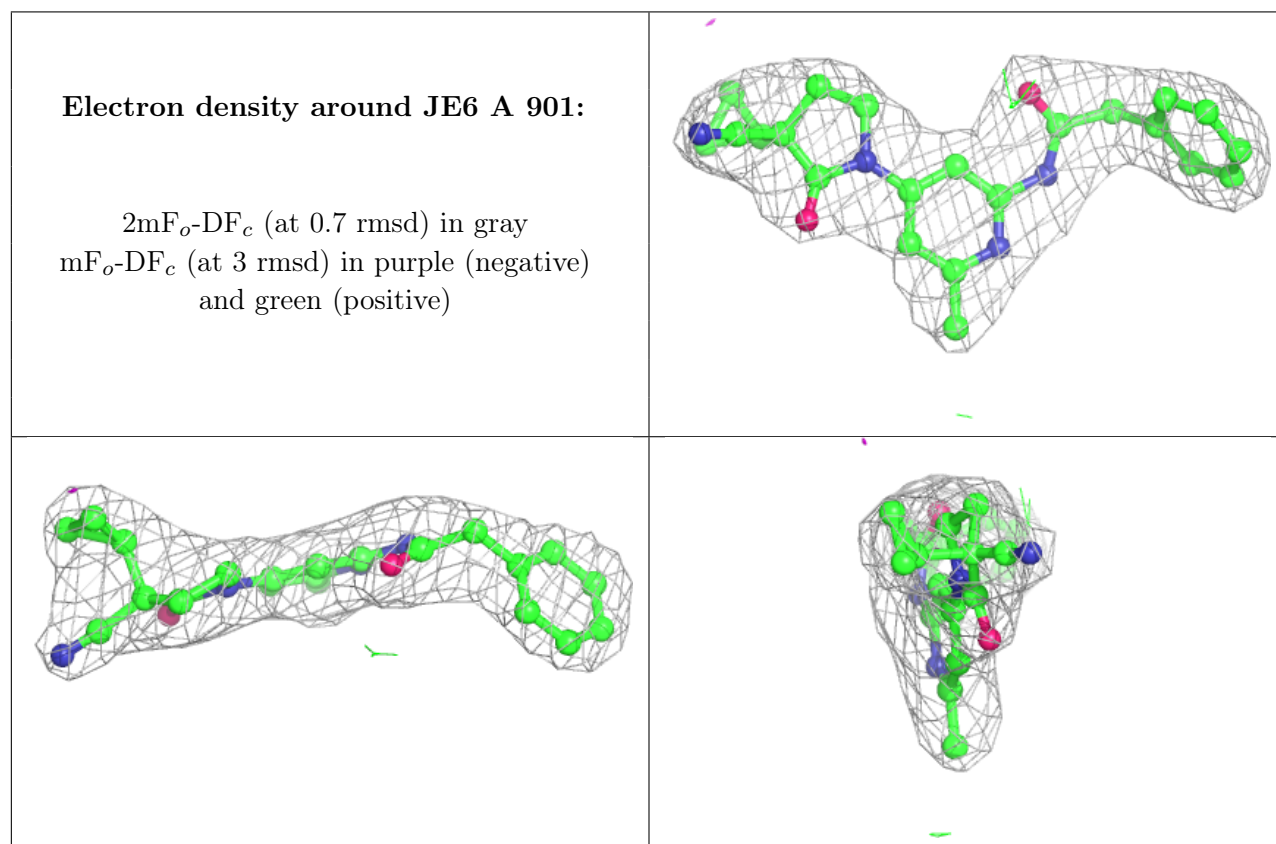 Electron density around JE6 A 901:
2mFo-DFc (at 0.7 rmsd) in gray
mFo-DFc (at 3 rmsd) in purple (negative)
and green (positive)